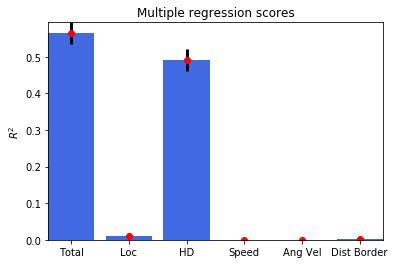 Multiple regression scores
R²
0.5
0.4
0.3
0.2
0.1
0.0
Total Loc HD Speed Ang Vel Dist Border